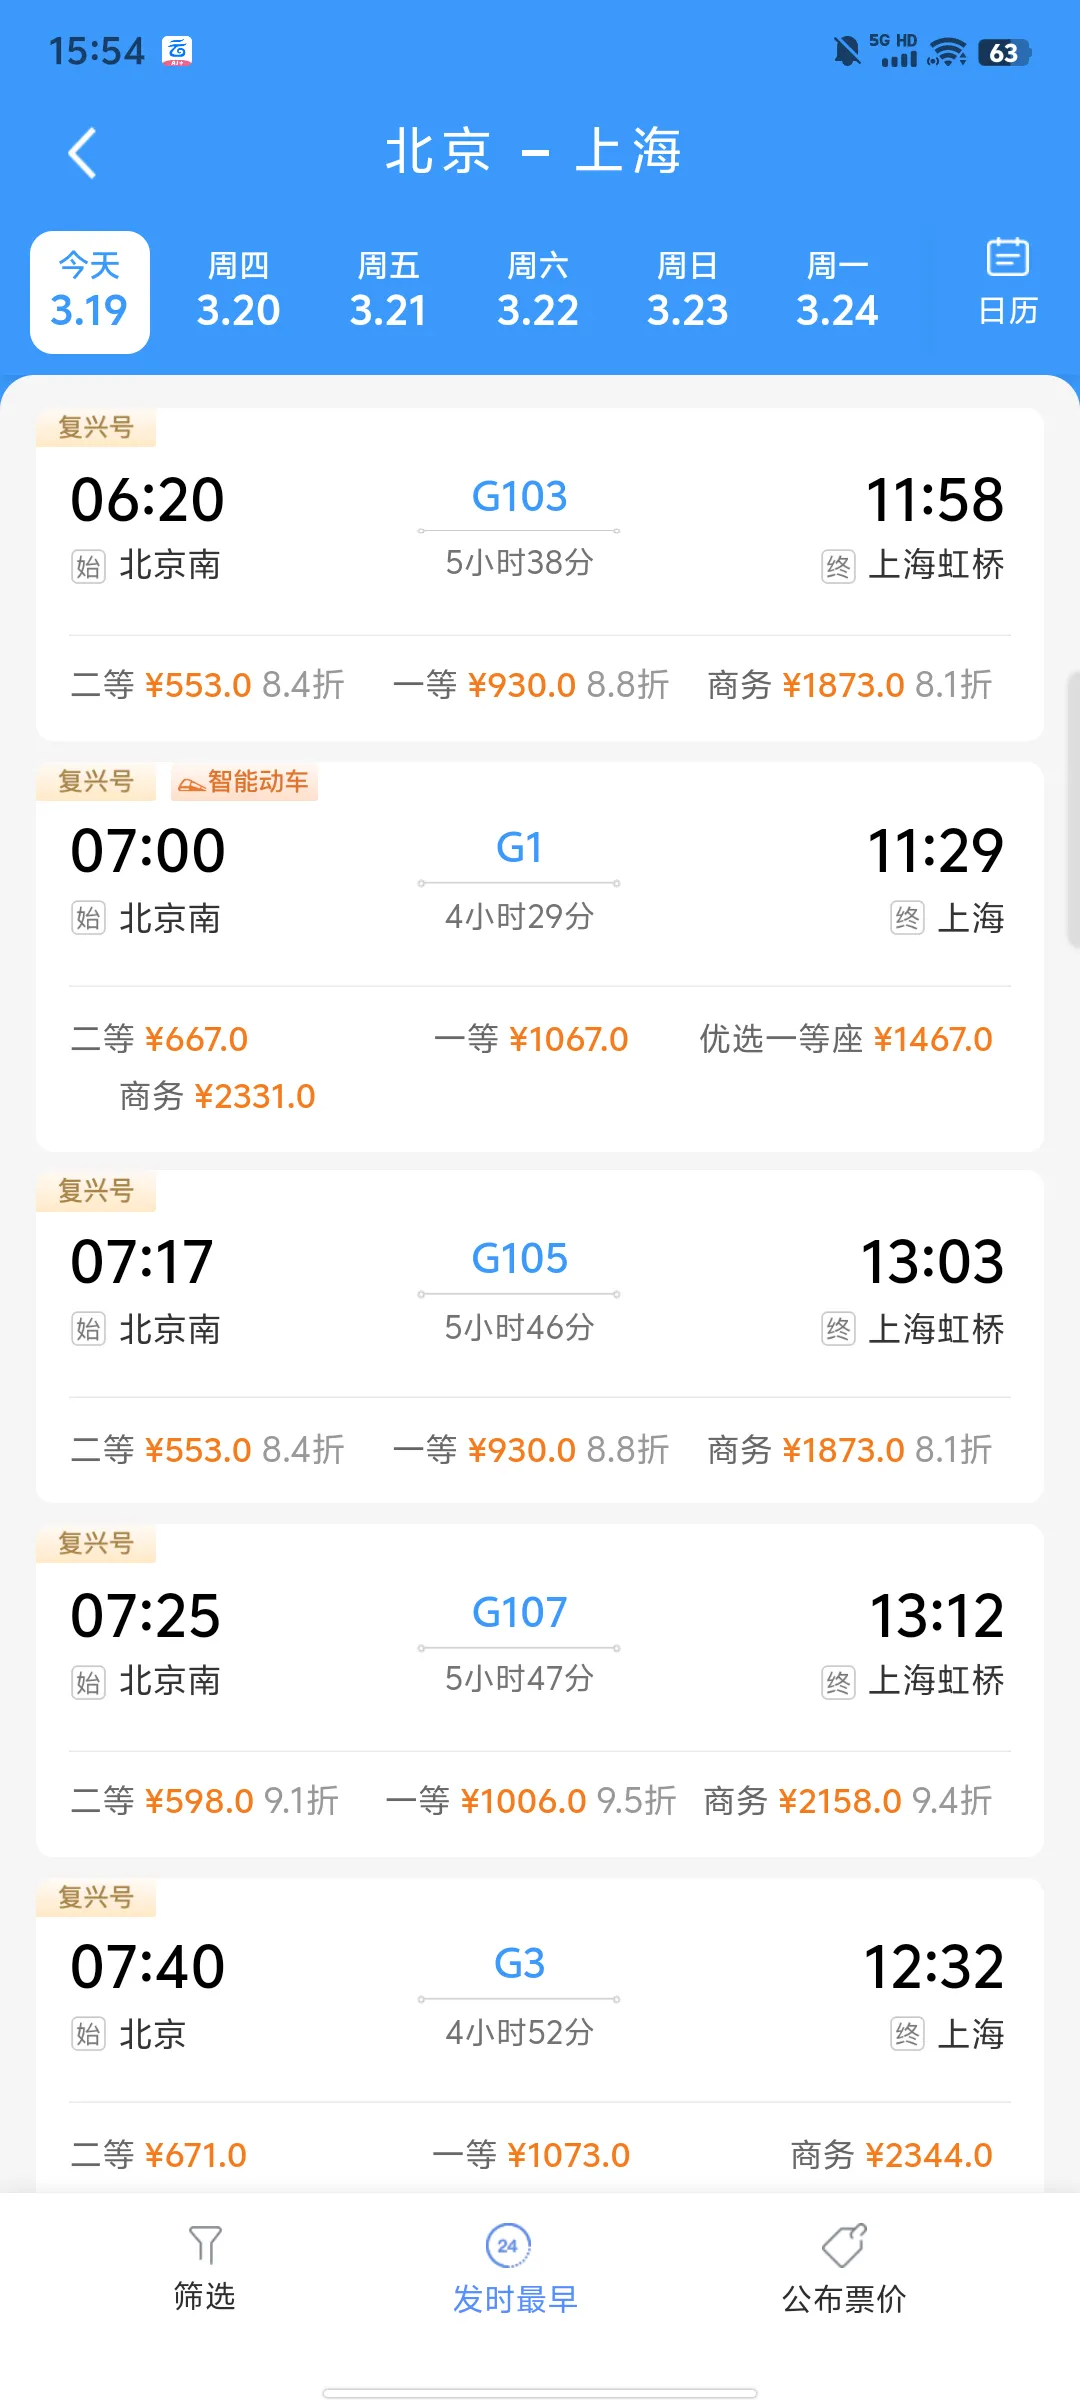 15:54
5G HD
63
北京 – 上海
今天 周四 周五 周六 周日 周一
3.19 3.20 3.21 3.22 3.23 3.24 日历
复兴号
06:20 G103 11:58
始 北京南 5小时38分 终 上海虹桥
二等 ¥553.0 8.4折 一等 ¥930.0 8.8折 商务 ¥1873.0 8.1折
复兴号 智能动车
07:00 G1 11:29
始 北京南 4小时29分 终 上海
二等 ¥667.0 一等 ¥1067.0 优选一等座 ¥1467.0
商务 ¥2331.0
复兴号
07:17 G105 13:03
始 北京南 5小时46分 终 上海虹桥
二等 ¥553.0 8.4折 一等 ¥930.0 8.8折 商务 ¥1873.0 8.1折
复兴号
07:25 G107 13:12
始 北京南 5小时47分 终 上海虹桥
二等 ¥598.0 9.1折 一等 ¥1006.0 9.5折 商务 ¥2158.0 9.4折
复兴号
07:40 G3 12:32
始 北京 4小时52分 终 上海
二等 ¥671.0 一等 ¥1073.0 商务 ¥2344.0
24
筛选 发时最早 公布票价